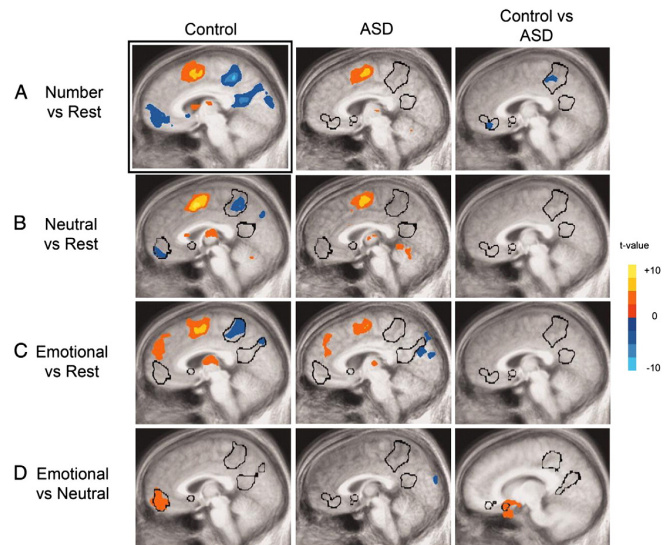 Control
ASD
Control vs
ASD
A
Number
vs Rest
B
Neutral
vs Rest
C
Emotional
vs Rest
D
Emotional
vs Neutral
t-value
+10
0
-10